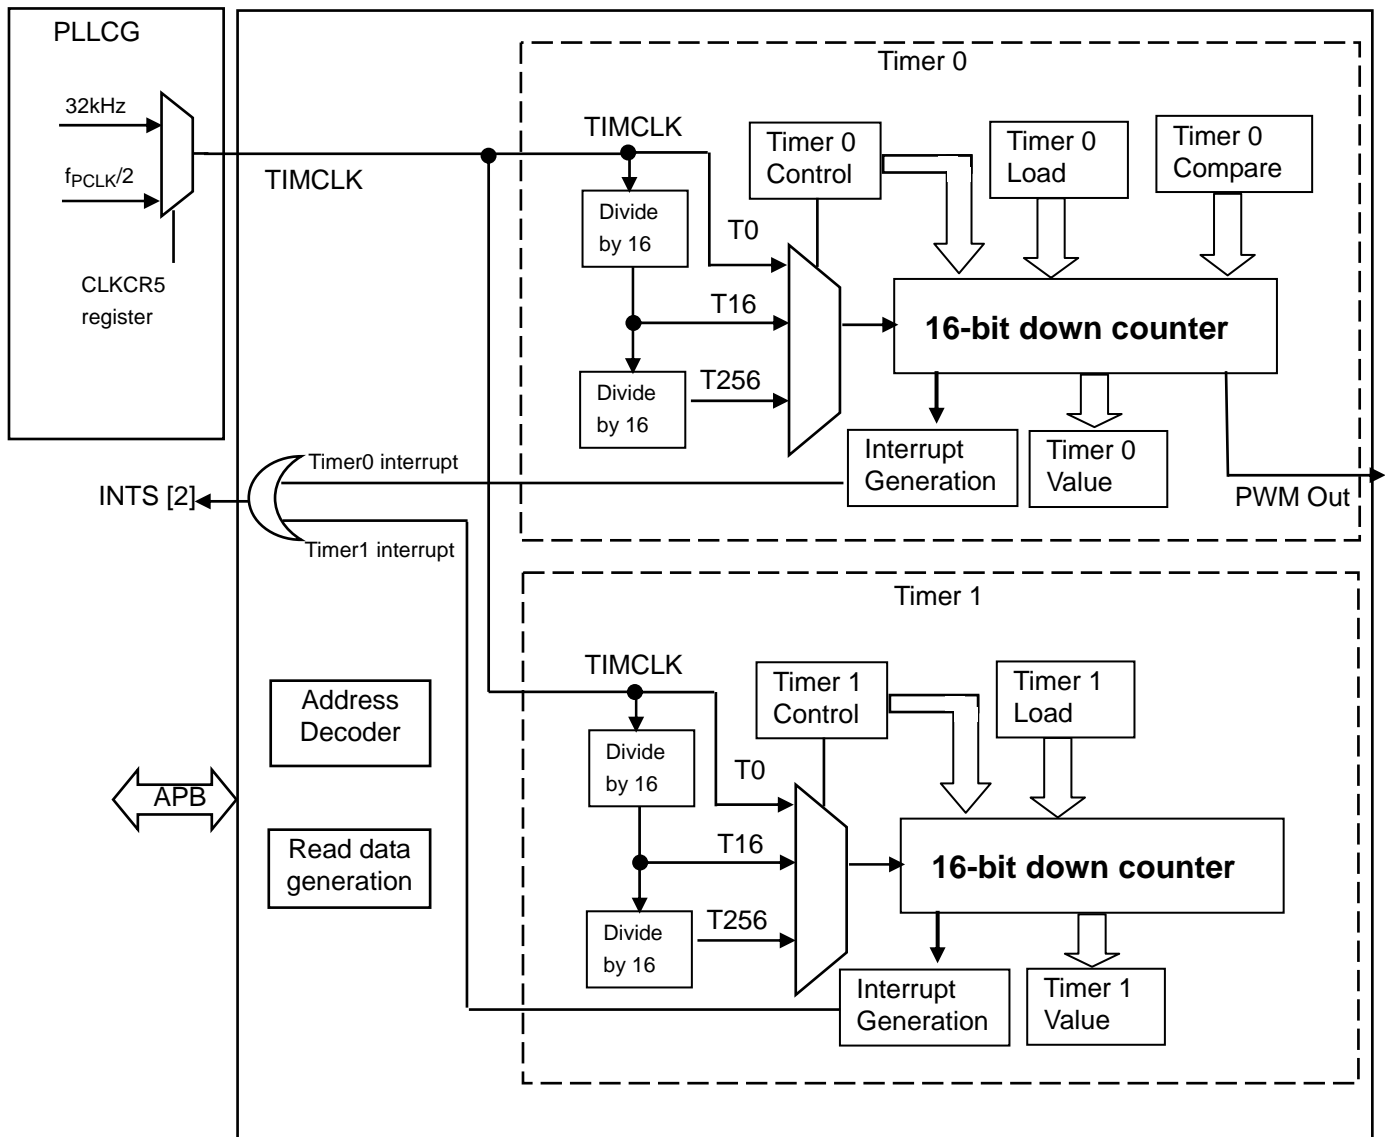 PLLCG
32kHz
fPCLK/2
CLKCR5
register
TIMCLK
Timer 0
TIMCLK
Divide
by 16
T0
T16
Divide
by 16
T256
Timer 0
Control
Timer 0
Load
Timer 0
Compare
16-bit down counter
Interrupt
Generation
Timer 0
Value
PWM Out
Timer0 interrupt
INTS [2]
Timer1 interrupt
Timer 1
TIMCLK
Divide
by 16
T0
T16
Divide
by 16
T256
Timer 1
Control
Timer 1
Load
16-bit down counter
Interrupt
Generation
Timer 1
Value
Address
Decoder
APB
Read data
generation